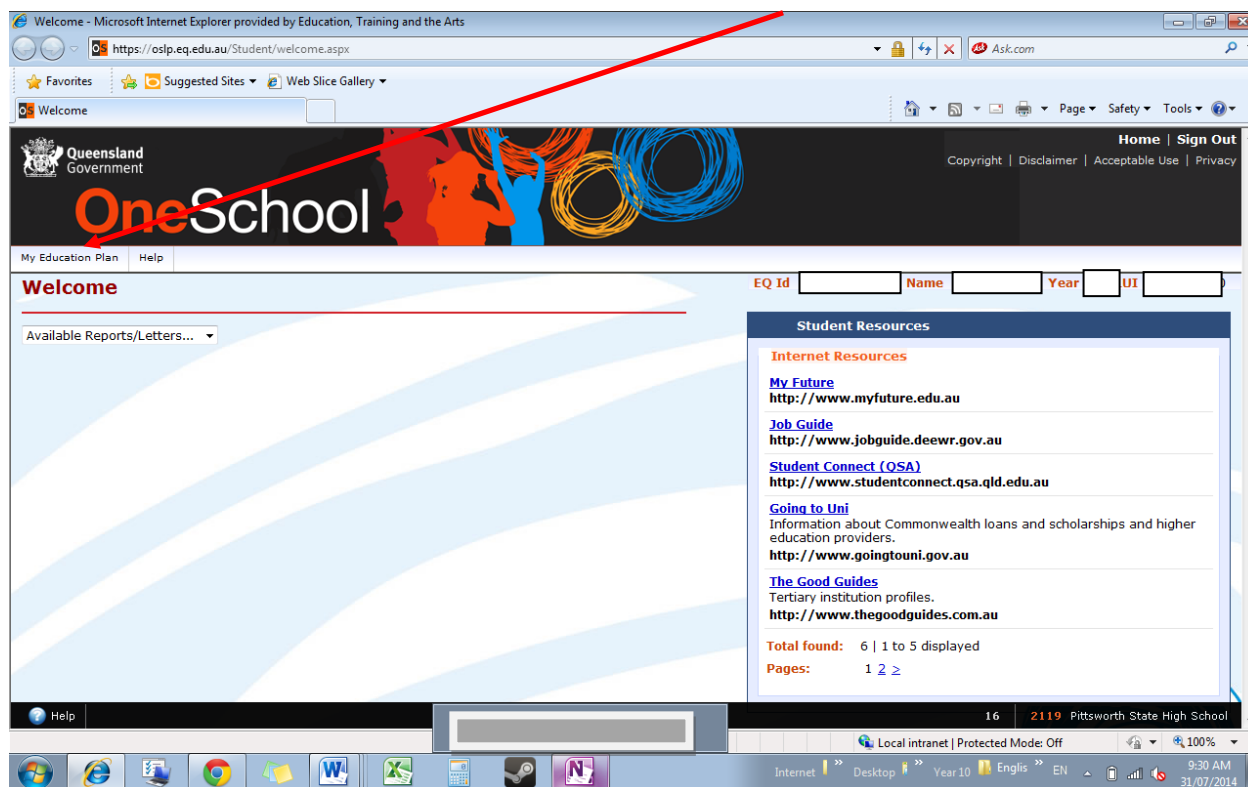 Welcome - Microsoft Internet Explorer provided by Education, Training and the Arts
OS https://oslp.eq.edu.au/Student/welcome.aspx Ask.com
Favorites Suggested Sites Web Slice Gallery
OS Welcome Page Safety Tools
Home | Sign Out
Queensland
Government
Copyright | Disclaimer | Acceptable Use | Privacy
OneSchool
My Education Plan Help
Welcome
EQ Id Name Year UI
Available Reports/Letters...
Student Resources
Internet Resources
My Future
http://www.myfuture.edu.au
Job Guide
http://www.jobguide.deewr.gov.au
Student Connect (QSA)
http://www.studentconnect.qsa.qld.edu.au
Going to Uni
Information about Commonwealth loans and scholarships and higher
education providers.
http://www.goingtouni.gov.au
The Good Guides
Tertiary institution profiles.
http://www.thegoodguides.com.au
Total found: 6 | 1 to 5 displayed
Pages: 1 2 >
Help 16 2119 Pittsworth State High School
Local intranet | Protected Mode: Off 100%
Internet » Desktop » Year 10 Englis » EN 9:30 AM
31/07/2014